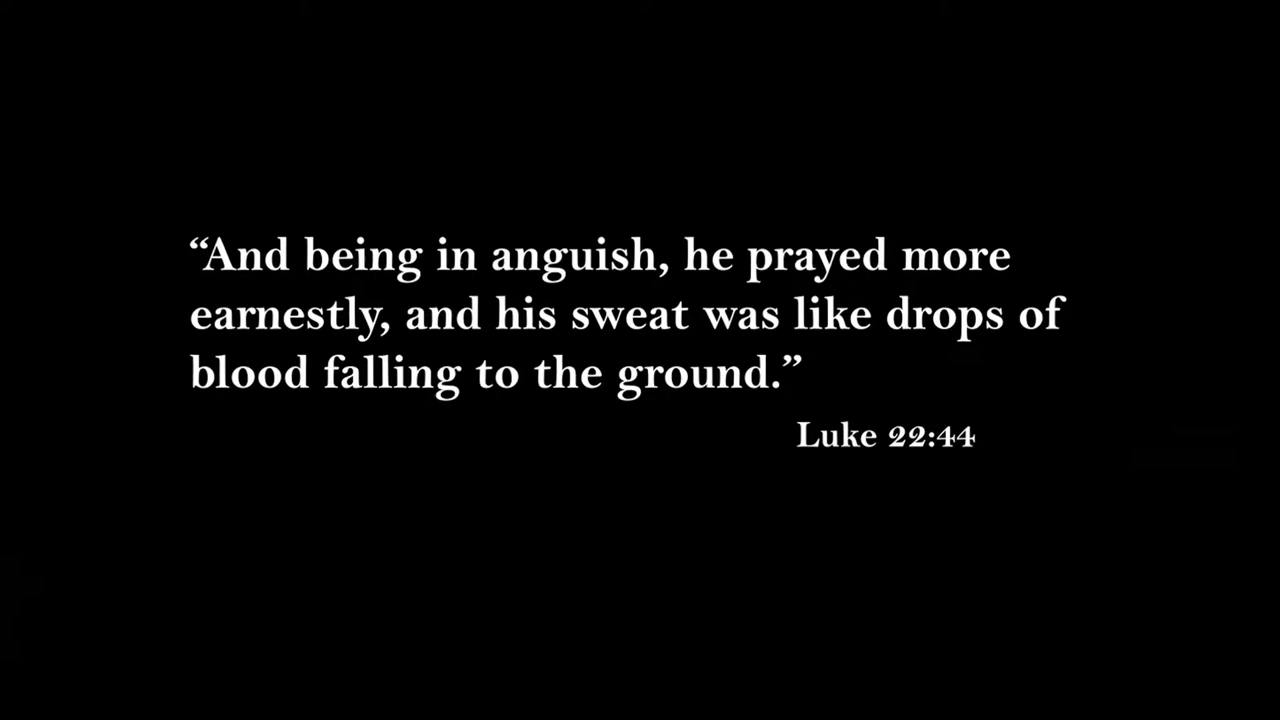 “And being in anguish, he prayed more
earnestly, and his sweat was like drops of
blood falling to the ground.”
Luke 22:44